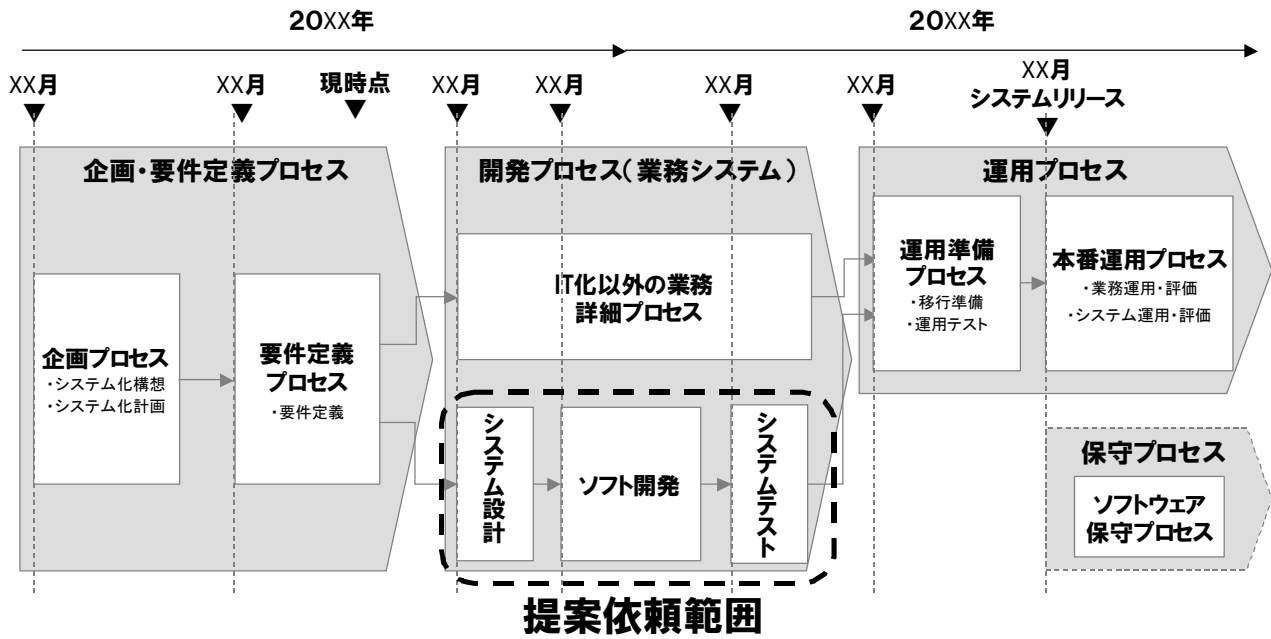 20XX年
20XX年
XX月
XX月
現時点
XX月
XX月
XX月
XX月
XX月
システムリリース
企画・要件定義プロセス
企画プロセス
・システム化構想
・システム化計画
要件定義
プロセス
・要件定義
開発プロセス(業務システム)
IT化以外の業務
詳細プロセス
システム設計
ソフト開発
システムテスト
提案依頼範囲
運用プロセス
運用準備
プロセス
・移行準備
・運用テスト
本番運用プロセス
・業務運用・評価
・システム運用・評価
保守プロセス
ソフトウェア
保守プロセス